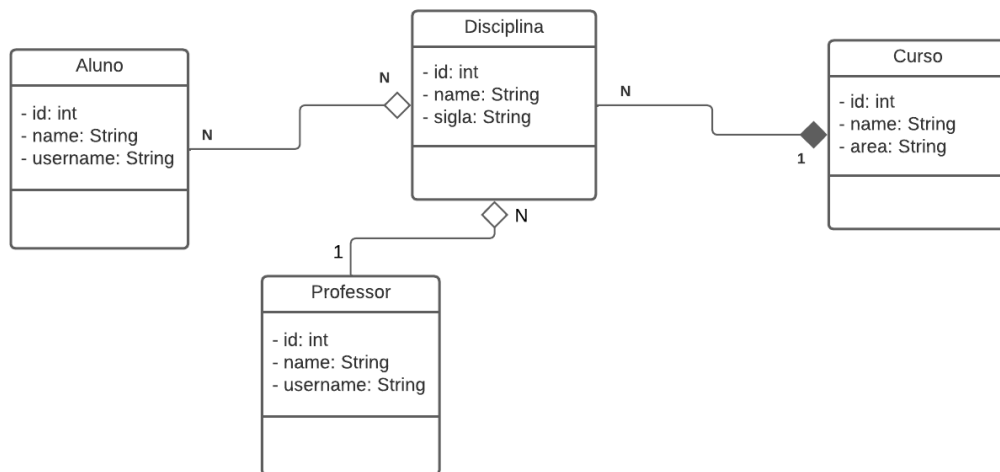 Aluno
- id: int
- name: String
- username: String
N
N
Disciplina
- id: int
- name: String
- sigla: String
N
1
Curso
- id: int
- name: String
- area: String
N
1
Professor
- id: int
- name: String
- username: String